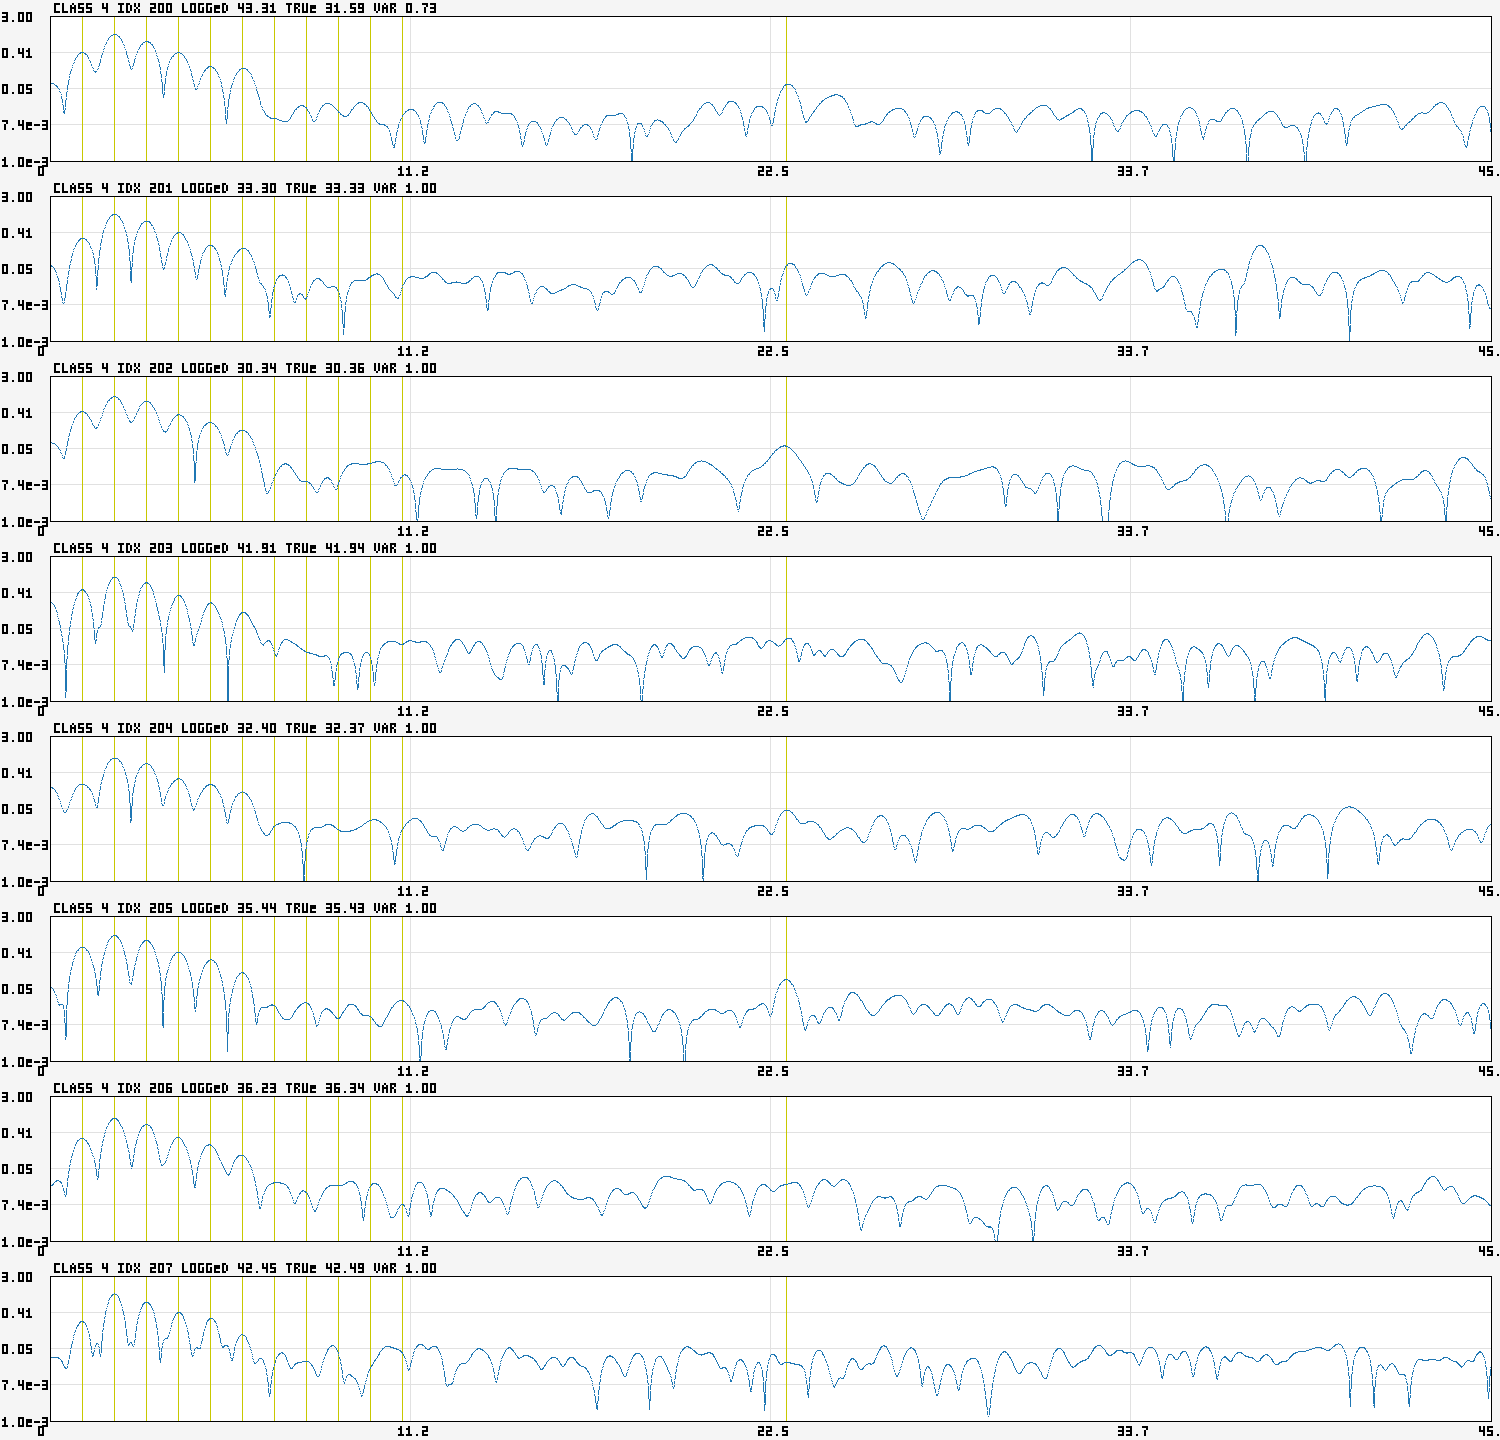 CLASS 4 IDX 200 LOGGeD 43.31 TRUe 31.59 VAR 0.73
3.00
0.41
0.05
7.4e-3
1.0e-3
0 11.2 22.5 33.7 45.
CLASS 4 IDX 201 LOGGeD 33.30 TRUe 33.33 VAR 1.00
3.00
0.41
0.05
7.4e-3
1.0e-3
0 11.2 22.5 33.7 45.
CLASS 4 IDX 202 LOGGeD 30.34 TRUe 30.36 VAR 1.00
3.00
0.41
0.05
7.4e-3
1.0e-3
0 11.2 22.5 33.7 45.
CLASS 4 IDX 203 LOGGeD 41.91 TRUe 41.94 VAR 1.00
3.00
0.41
0.05
7.4e-3
1.0e-3
0 11.2 22.5 33.7 45.
CLASS 4 IDX 204 LOGGeD 32.40 TRUe 32.37 VAR 1.00
3.00
0.41
0.05
7.4e-3
1.0e-3
0 11.2 22.5 33.7 45.
CLASS 4 IDX 205 LOGGeD 35.44 TRUe 35.43 VAR 1.00
3.00
0.41
0.05
7.4e-3
1.0e-3
0 11.2 22.5 33.7 45.
CLASS 4 IDX 206 LOGGeD 36.23 TRUe 36.34 VAR 1.00
3.00
0.41
0.05
7.4e-3
1.0e-3
0 11.2 22.5 33.7 45.
CLASS 4 IDX 207 LOGGeD 42.45 TRUe 42.49 VAR 1.00
3.00
0.41
0.05
7.4e-3
1.0e-3
0 11.2 22.5 33.7 45.